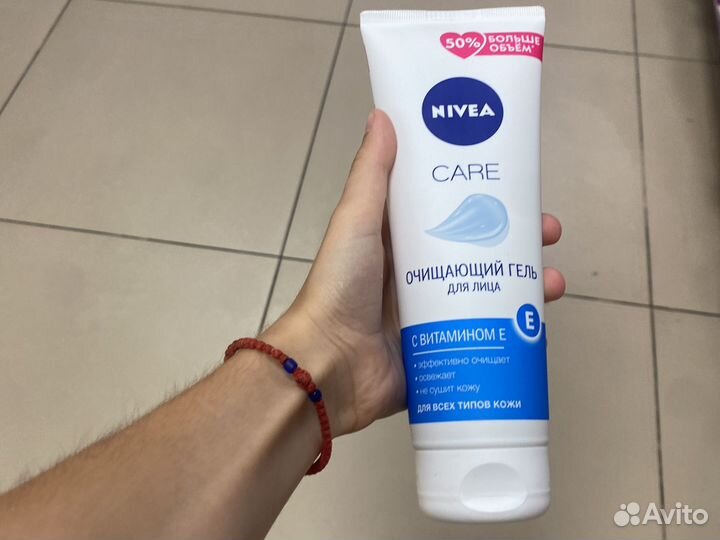 50% БОЛЬШЕ
ОБЪЁМ*
NIVEA
CARE
ОЧИЩАЮЩИЙ ГЕЛЬ
ДЛЯ ЛИЦА
С ВИТАМИНОМ Е
E
• эффективно очищает
• освежает
• не сушит кожу
ДЛЯ ВСЕХ ТИПОВ КОЖИ
Avito